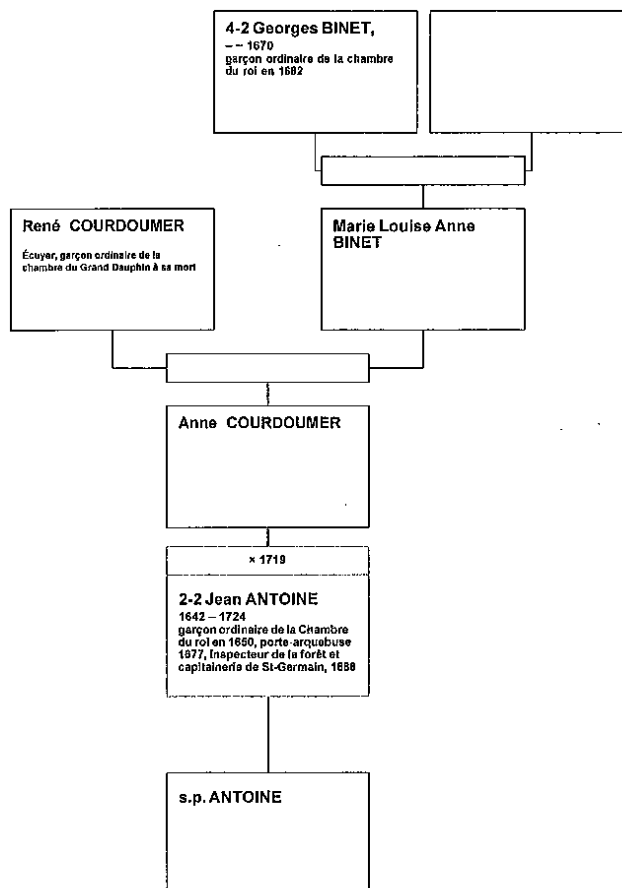 4-2 Georges BINET,
– – 1670
garçon ordinaire de la chambre
du roi en 1682
René COURDOUMER
Écuyer, garçon ordinaire de la
chambre du Grand Dauphin à sa mort
Marie Louise Anne
BINET
Anne COURDOUMER
× 1719
2-2 Jean ANTOINE
1642 – 1724
garçon ordinaire de la Chambre
du roi en 1650, porte-arquebuse
1677, Inspecteur de la forêt et
capitainerie de St-Germain, 1688
s.p. ANTOINE